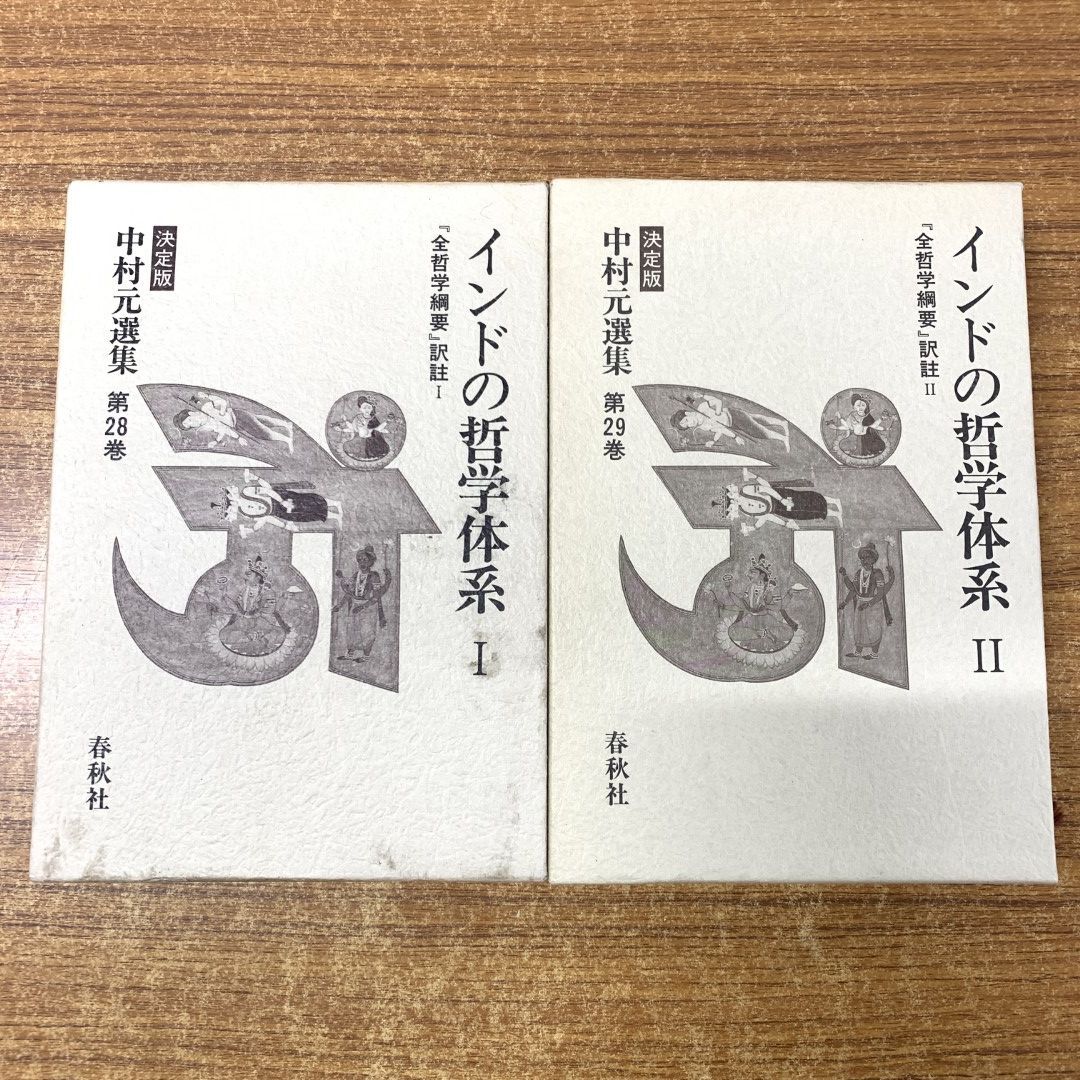 インドの哲学体系 I
『全哲学綱要』訳註 I
決定版
中村元選集 第28巻
春秋社
インドの哲学体系 II
『全哲学綱要』訳註 II
決定版
中村元選集 第29巻
春秋社